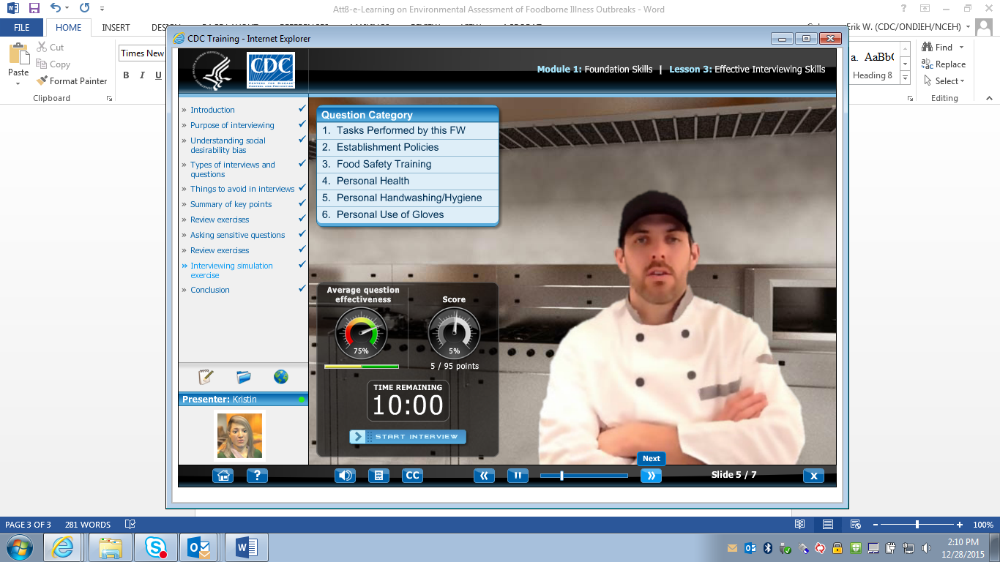 Att8-e-Learning on Environmental Assessment of Foodborne Illness Outbreaks - Word
?
FILE
HOME
INSERT
Erik W. (CDC/ONDIEH/NCEH)
Cut
Copy
Paste
Format Painter
Clipboard
Times New
B I U
AaBb
Heading 8
Find
Replace
Select
Editing
CDC Training - Internet Explorer
CDC
CENTERS FOR DISEASE
CONTROL AND PREVENTION
Module 1: Foundation Skills | Lesson 3: Effective Interviewing Skills
» Introduction
» Purpose of interviewing
» Understanding social
desirability bias
» Types of interviews and
questions
» Things to avoid in interviews
» Summary of key points
» Review exercises
» Asking sensitive questions
» Review exercises
» Interviewing simulation
exercise
» Conclusion
Presenter: Kristin
Question Category
1. Tasks Performed by this FW
2. Establishment Policies
3. Food Safety Training
4. Personal Health
5. Personal Handwashing/Hygiene
6. Personal Use of Gloves
Average question
effectiveness
75%
Score
5%
5 / 95 points
TIME REMAINING
10:00
START INTERVIEW
Next
?
CC
Slide 5 / 7
X
PAGE 3 OF 3
281 WORDS
100%
2:10 PM
12/28/2015